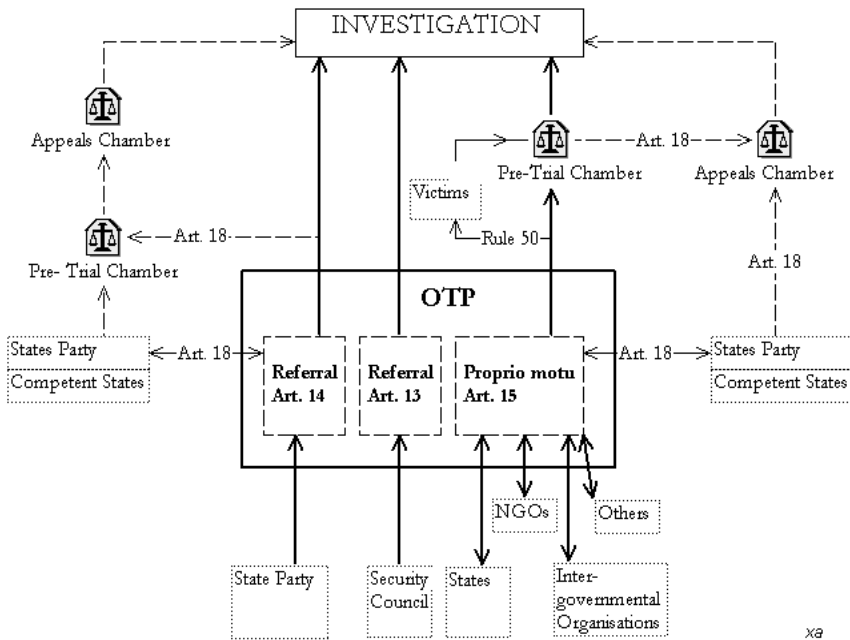 INVESTIGATION
Appeals Chamber
Art. 18
Pre-Trial Chamber
Appeals Chamber
Victims
Rule 50
Art. 18
Pre- Trial Chamber
Art. 18
OTP
States Party
Competent States
Art. 18
Referral
Art. 14
Referral
Art. 13
Proprio motu
Art. 15
Art. 18
States Party
Competent States
NGOs
Others
State Party
Security
Council
States
Inter-
governmental
Organisations
xa